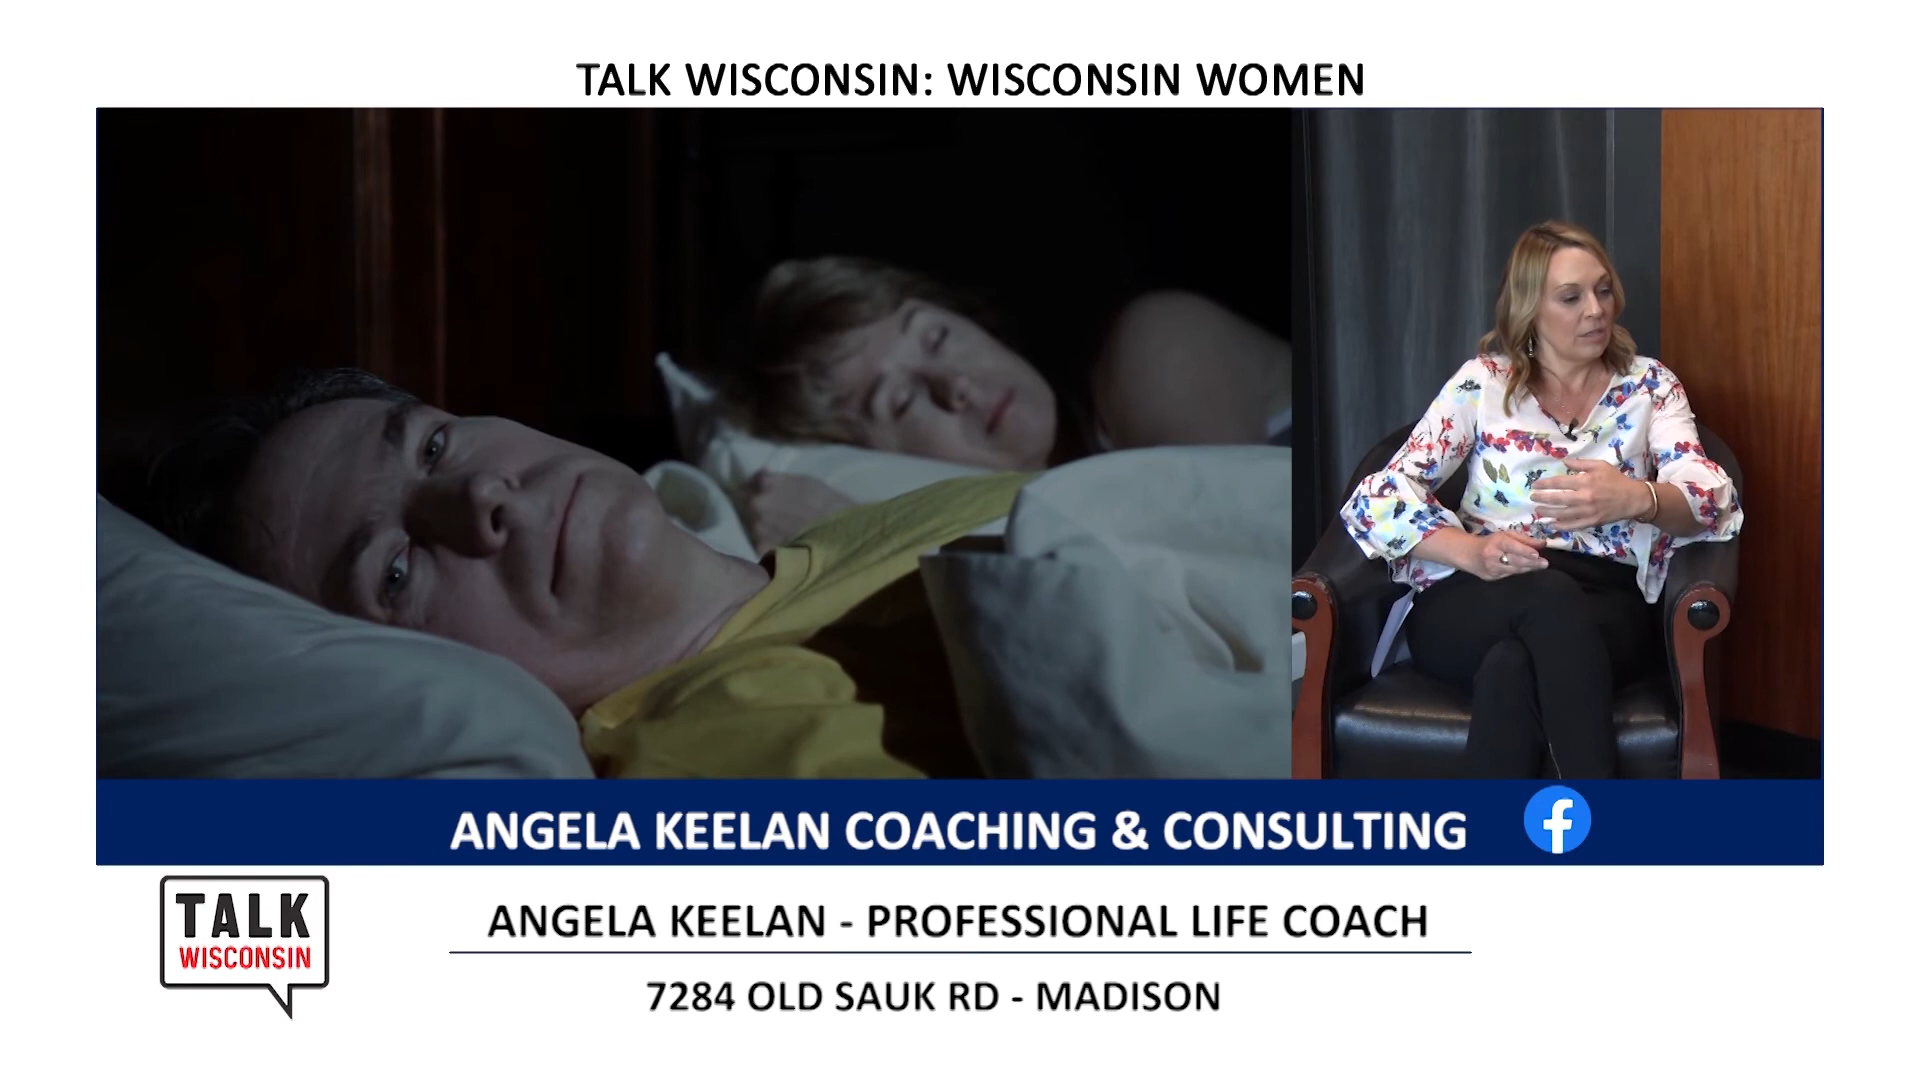 TALK WISCONSIN: WISCONSIN WOMEN
ANGELA KEELAN COACHING & CONSULTING
TALK
WISCONSIN
ANGELA KEELAN - PROFESSIONAL LIFE COACH
7284 OLD SAUK RD - MADISON